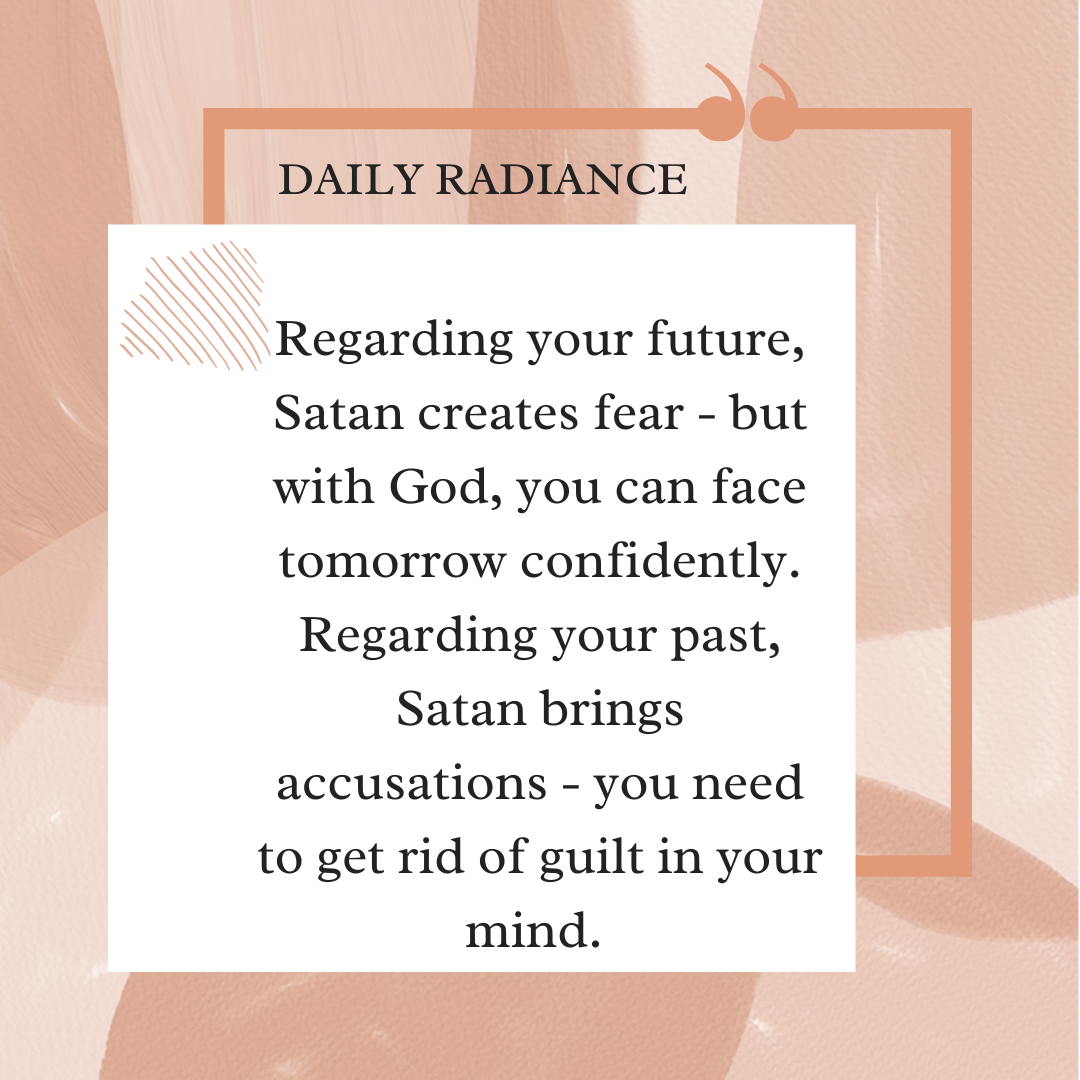 DAILY RADIANCE
Regarding your future,
Satan creates fear - but
with God, you can face
tomorrow confidently.
Regarding your past,
Satan brings
accusations - you need
to get rid of guilt in your
mind.